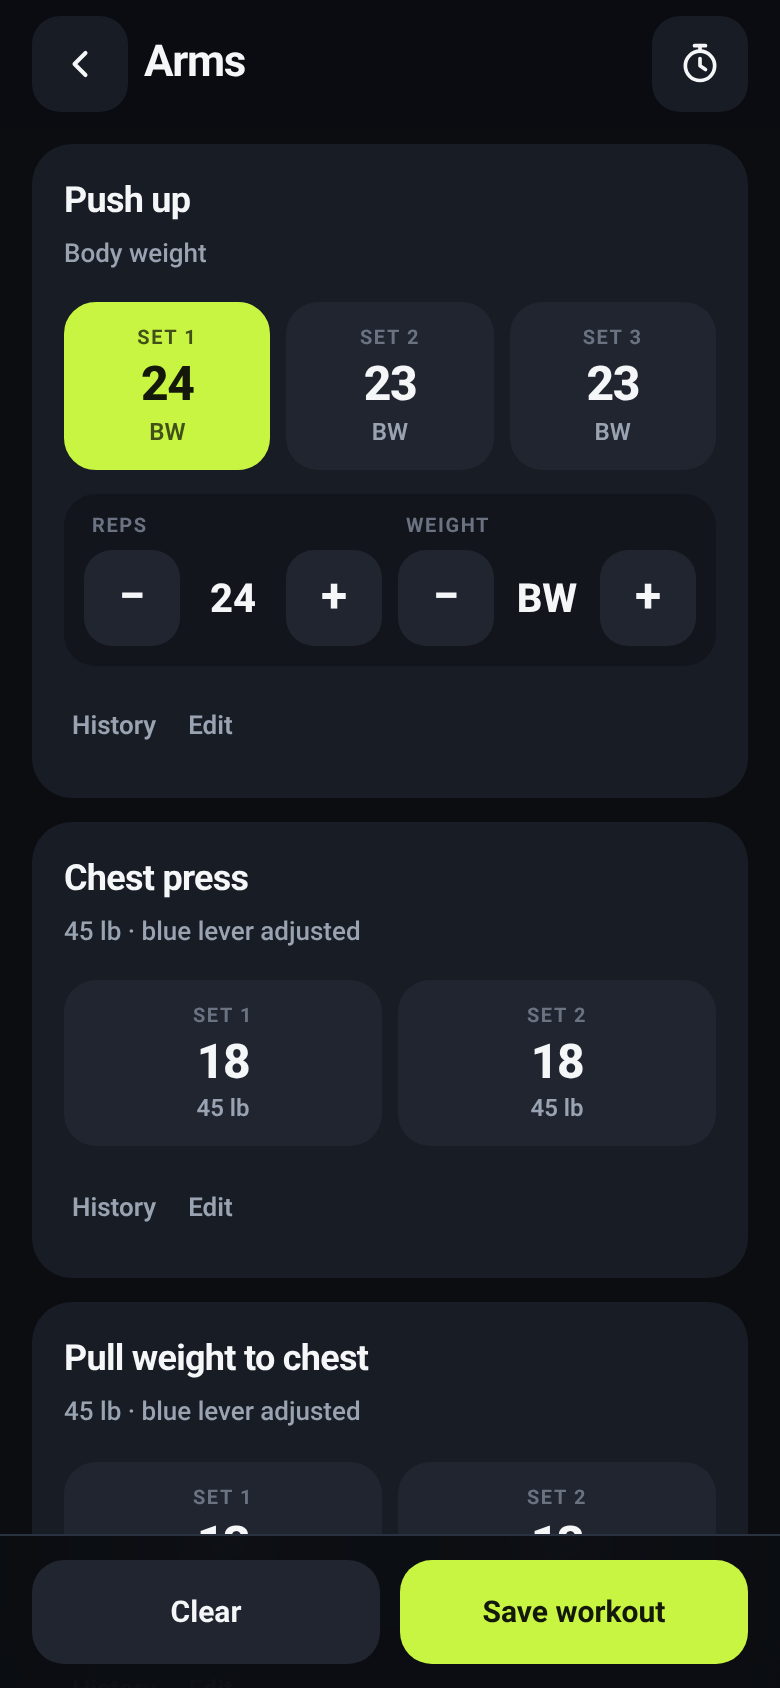 Arms
Push up
Body weight
SET 1 SET 2 SET 3
24 23 23
BW BW BW
REPS WEIGHT
− 24 + − BW +
History Edit
Chest press
45 lb · blue lever adjusted
SET 1 SET 2
18 18
45 lb 45 lb
History Edit
Pull weight to chest
45 lb · blue lever adjusted
SET 1 SET 2
Clear Save workout